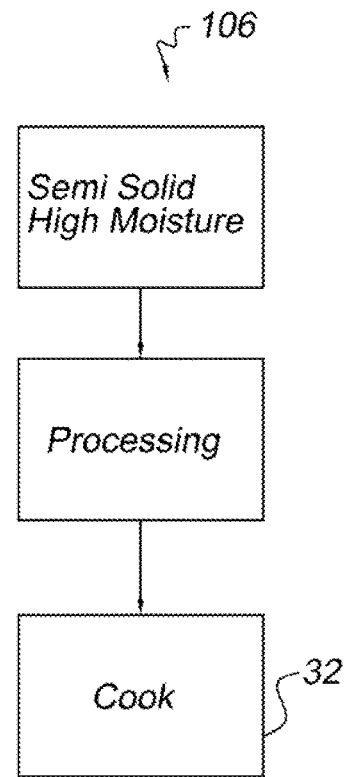 106
Semi Solid
High Moisture
Processing
Cook
32